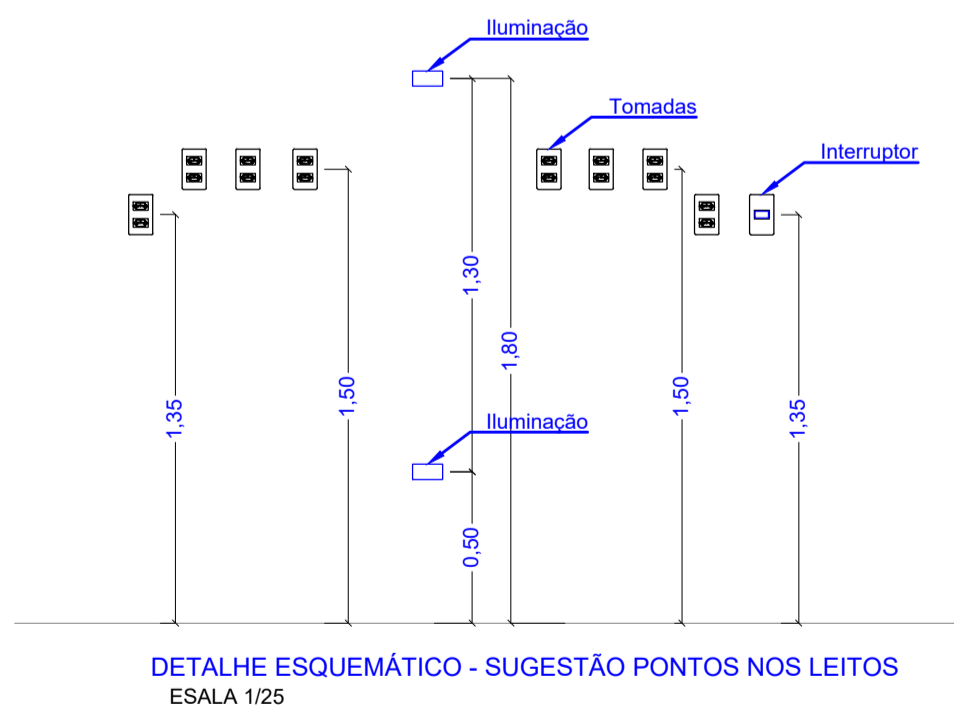 Iluminação
Tomadas
Interruptor
1,30
1,80
1,50
1,50
1,35
1,35
Iluminação
0,50
DETALHE ESQUEMÁTICO - SUGESTÃO PONTOS NOS LEITOS
ESALA 1/25